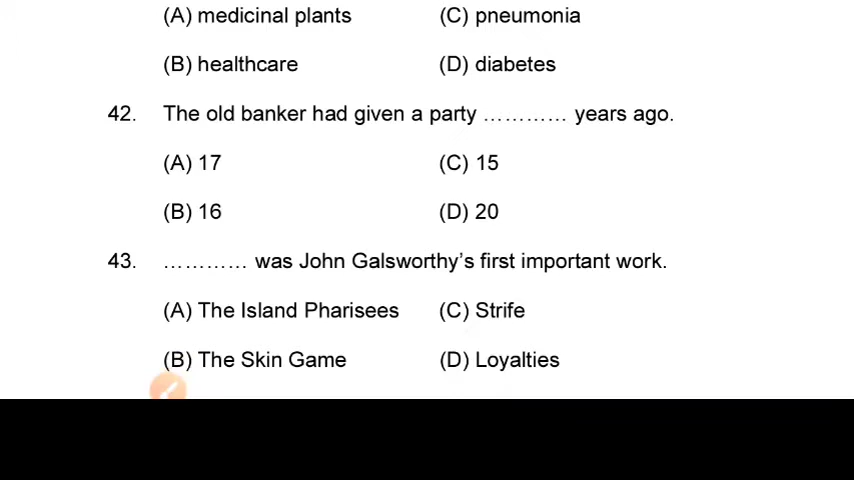 (A) medicinal plants (C) pneumonia
(B) healthcare (D) diabetes
42. The old banker had given a party ………… years ago.
(A) 17 (C) 15
(B) 16 (D) 20
43. ………… was John Galsworthy’s first important work.
(A) The Island Pharisees (C) Strife
(B) The Skin Game (D) Loyalties